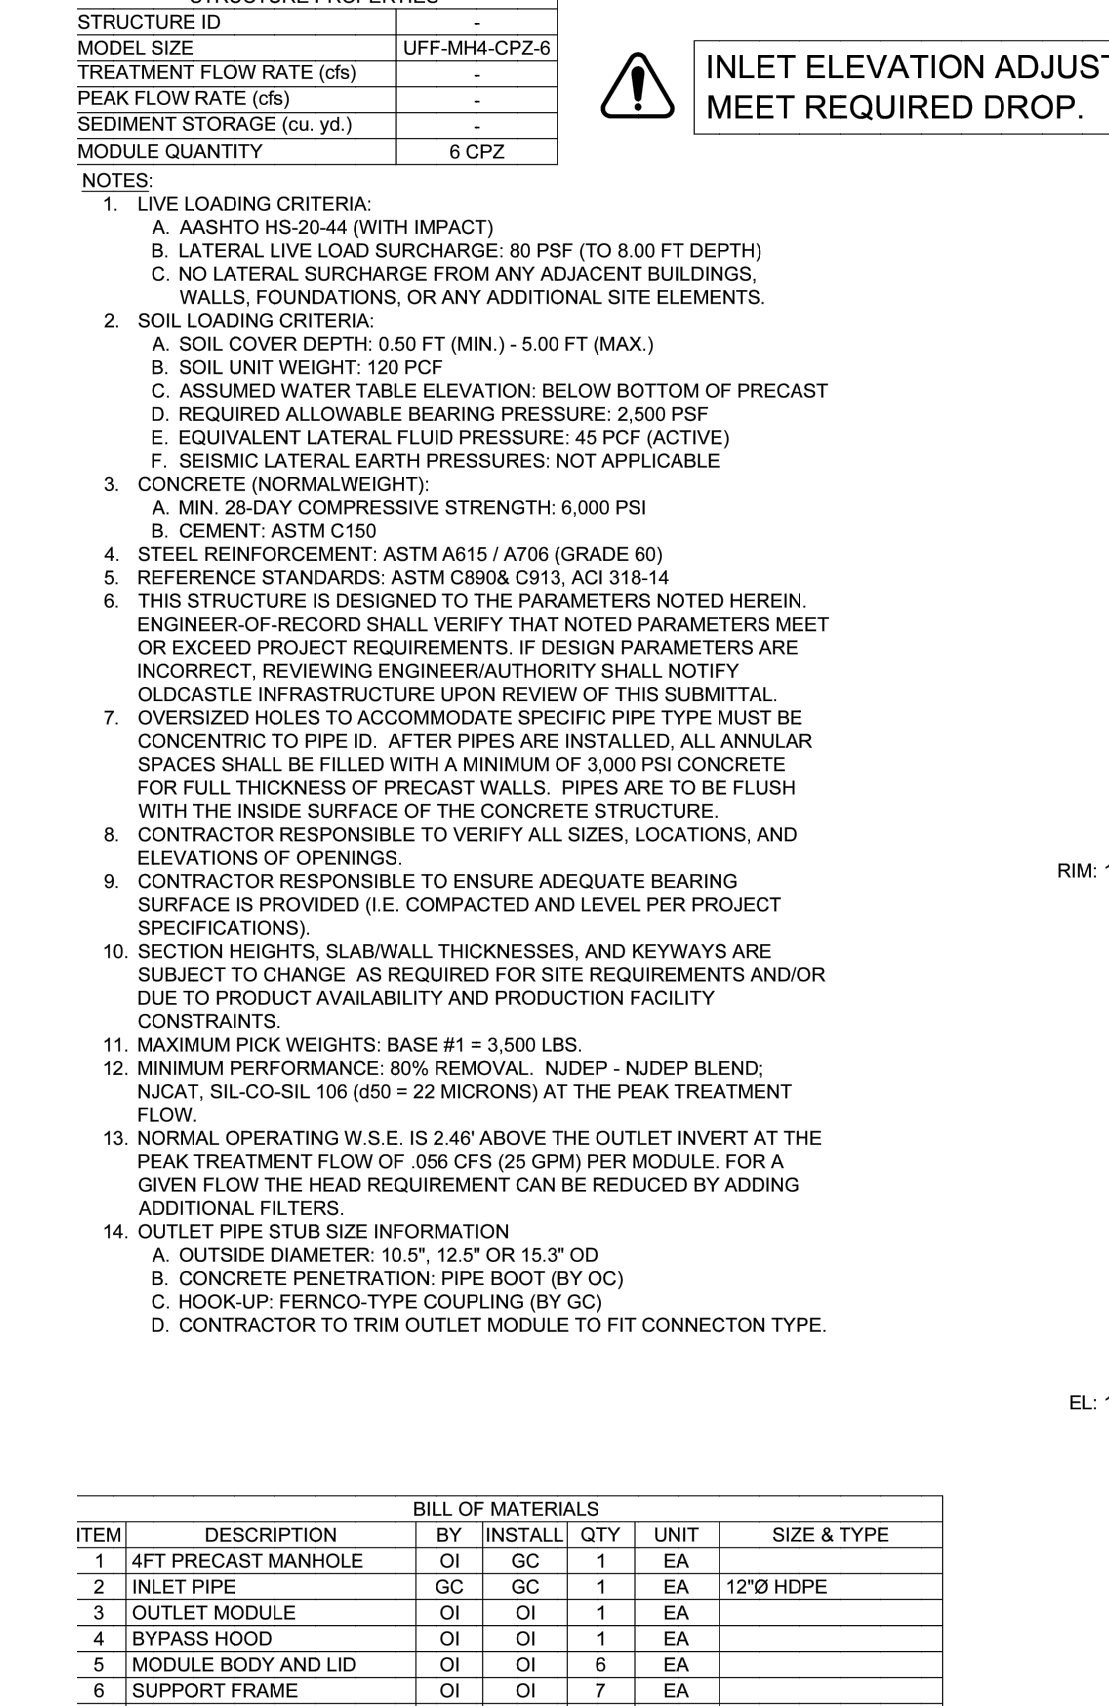 STRUCTURE PROPERTIES
STRUCTURE ID -
MODEL SIZE UFF-MH4-CPZ-6
TREATMENT FLOW RATE (cfs) -
PEAK FLOW RATE (cfs) -
SEDIMENT STORAGE (cu. yd.) -
MODULE QUANTITY 6 CPZ
INLET ELEVATION ADJUST
MEET REQUIRED DROP.
NOTES:
1. LIVE LOADING CRITERIA:
A. AASHTO HS-20-44 (WITH IMPACT)
B. LATERAL LIVE LOAD SURCHARGE: 80 PSF (TO 8.00 FT DEPTH)
C. NO LATERAL SURCHARGE FROM ANY ADJACENT BUILDINGS,
WALLS, FOUNDATIONS, OR ANY ADDITIONAL SITE ELEMENTS.
2. SOIL LOADING CRITERIA:
A. SOIL COVER DEPTH: 0.50 FT (MIN.) - 5.00 FT (MAX.)
B. SOIL UNIT WEIGHT: 120 PCF
C. ASSUMED WATER TABLE ELEVATION: BELOW BOTTOM OF PRECAST
D. REQUIRED ALLOWABLE BEARING PRESSURE: 2,500 PSF
E. EQUIVALENT LATERAL FLUID PRESSURE: 45 PCF (ACTIVE)
F. SEISMIC LATERAL EARTH PRESSURES: NOT APPLICABLE
3. CONCRETE (NORMALWEIGHT):
A. MIN. 28-DAY COMPRESSIVE STRENGTH: 6,000 PSI
B. CEMENT: ASTM C150
4. STEEL REINFORCEMENT: ASTM A615 / A706 (GRADE 60)
5. REFERENCE STANDARDS: ASTM C890& C913, ACI 318-14
6. THIS STRUCTURE IS DESIGNED TO THE PARAMETERS NOTED HEREIN.
ENGINEER-OF-RECORD SHALL VERIFY THAT NOTED PARAMETERS MEET
OR EXCEED PROJECT REQUIREMENTS. IF DESIGN PARAMETERS ARE
INCORRECT, REVIEWING ENGINEER/AUTHORITY SHALL NOTIFY
OLDCASTLE INFRASTRUCTURE UPON REVIEW OF THIS SUBMITTAL.
7. OVERSIZED HOLES TO ACCOMMODATE SPECIFIC PIPE TYPE MUST BE
CONCENTRIC TO PIPE ID. AFTER PIPES ARE INSTALLED, ALL ANNULAR
SPACES SHALL BE FILLED WITH A MINIMUM OF 3,000 PSI CONCRETE
FOR FULL THICKNESS OF PRECAST WALLS. PIPES ARE TO BE FLUSH
WITH THE INSIDE SURFACE OF THE CONCRETE STRUCTURE.
8. CONTRACTOR RESPONSIBLE TO VERIFY ALL SIZES, LOCATIONS, AND
ELEVATIONS OF OPENINGS.
RIM: 1
9. CONTRACTOR RESPONSIBLE TO ENSURE ADEQUATE BEARING
SURFACE IS PROVIDED (I.E. COMPACTED AND LEVEL PER PROJECT
SPECIFICATIONS).
10. SECTION HEIGHTS, SLAB/WALL THICKNESSES, AND KEYWAYS ARE
SUBJECT TO CHANGE AS REQUIRED FOR SITE REQUIREMENTS AND/OR
DUE TO PRODUCT AVAILABILITY AND PRODUCTION FACILITY
CONSTRAINTS.
11. MAXIMUM PICK WEIGHTS: BASE #1 = 3,500 LBS.
12. MINIMUM PERFORMANCE: 80% REMOVAL. NJDEP - NJDEP BLEND;
NJCAT, SIL-CO-SIL 106 (d50 = 22 MICRONS) AT THE PEAK TREATMENT
FLOW.
13. NORMAL OPERATING W.S.E. IS 2.46' ABOVE THE OUTLET INVERT AT THE
PEAK TREATMENT FLOW OF .056 CFS (25 GPM) PER MODULE. FOR A
GIVEN FLOW THE HEAD REQUIREMENT CAN BE REDUCED BY ADDING
ADDITIONAL FILTERS.
14. OUTLET PIPE STUB SIZE INFORMATION
A. OUTSIDE DIAMETER: 10.5", 12.5" OR 15.3" OD
B. CONCRETE PENETRATION: PIPE BOOT (BY OC)
C. HOOK-UP: FERNCO-TYPE COUPLING (BY GC)
D. CONTRACTOR TO TRIM OUTLET MODULE TO FIT CONNECTON TYPE.
EL: 1
BILL OF MATERIALS
ITEM DESCRIPTION BY INSTALL QTY UNIT SIZE & TYPE
1 4FT PRECAST MANHOLE OI GC 1 EA
2 INLET PIPE GC GC 1 EA 12"Ø HDPE
3 OUTLET MODULE OI OI 1 EA
4 BYPASS HOOD OI OI 1 EA
5 MODULE BODY AND LID OI OI 6 EA
6 SUPPORT FRAME OI OI 7 EA